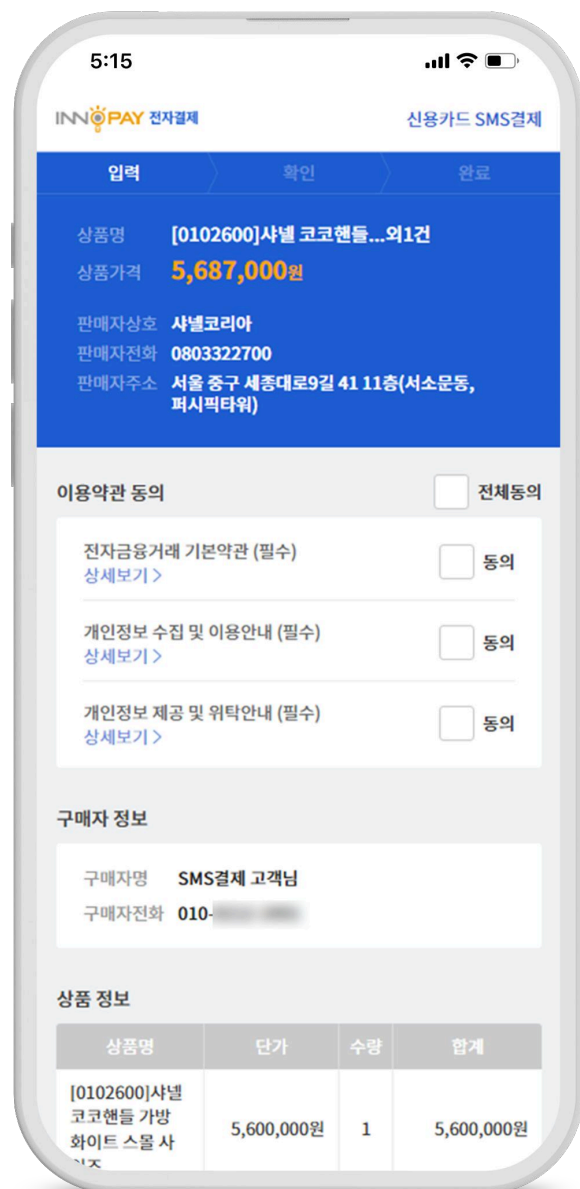 5:15
INNOPAY 전자결제
신용카드 SMS결제
입력
확인
완료
상품명 [0102600]샤넬 코코핸들...외1건
상품가격 5,687,000원
판매자상호 샤넬코리아
판매자전화 0803322700
판매자주소 서울 중구 세종대로9길 41 11층(서소문동,
퍼시픽타워)
이용약관 동의
전체동의
전자금융거래 기본약관 (필수)
상세보기 >
동의
개인정보 수집 및 이용안내 (필수)
상세보기 >
동의
개인정보 제공 및 위탁안내 (필수)
상세보기 >
동의
구매자 정보
구매자명 SMS결제 고객님
구매자전화 010-
상품 정보
상품명 단가 수량 합계
[0102600]샤넬
코코핸들 가방
화이트 스몰 사
5,600,000원 1 5,600,000원